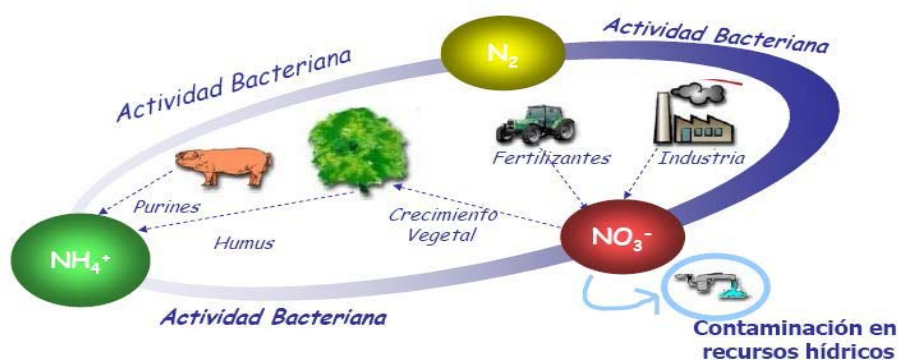 Actividad Bacteriana
N₂
Actividad Bacteriana
Fertilizantes
Industria
Purines
Crecimiento
Vegetal
Humus
NH₄⁺
NO₃⁻
Actividad Bacteriana
Contaminación en
recursos hídricos